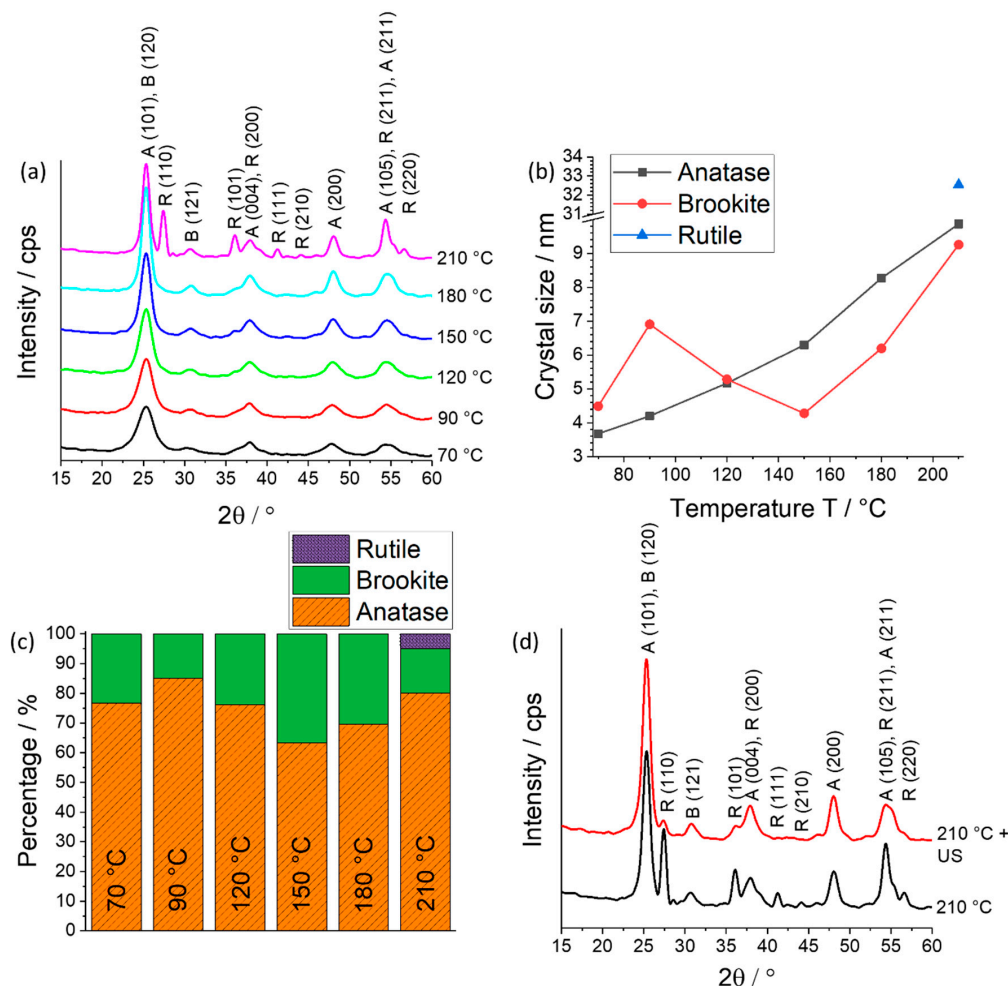 (a)
A (101), B (120)
R (110)
B (121)
R (101)
A (004), R (200)
R (111)
R (210)
A (200)
A (105), R (211), A (211)
R (220)
Intensity / cps
210 °C
180 °C
150 °C
120 °C
90 °C
70 °C
15 20 25 30 35 40 45 50 55 60
2θ / °
(b)
Anatase
Brookite
Rutile
Crystal size / nm
34
33
32
31
9
8
7
6
5
4
3
80 100 120 140 160 180 200
Temperature T / °C
(c)
Rutile
Brookite
Anatase
Percentage / %
100
90
80
70
60
50
40
30
20
10
0
70 °C
90 °C
120 °C
150 °C
180 °C
210 °C
(d)
A (101), B (120)
R (110)
B (121)
R (101)
A (004), R (200)
R (111)
R (210)
A (200)
A (105), R (211), A (211)
R (220)
Intensity / cps
210 °C +
US
210 °C
15 20 25 30 35 40 45 50 55 60
2θ / °